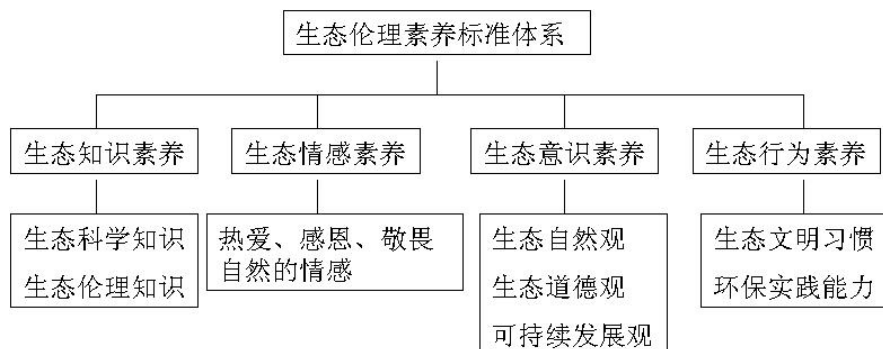 生态伦理素养标准体系
生态知识素养
生态情感素养
生态意识素养
生态行为素养
生态科学知识
生态伦理知识
热爱、感恩、敬畏
自然的情感
生态自然观
生态道德观
可持续发展观
生态文明习惯
环保实践能力